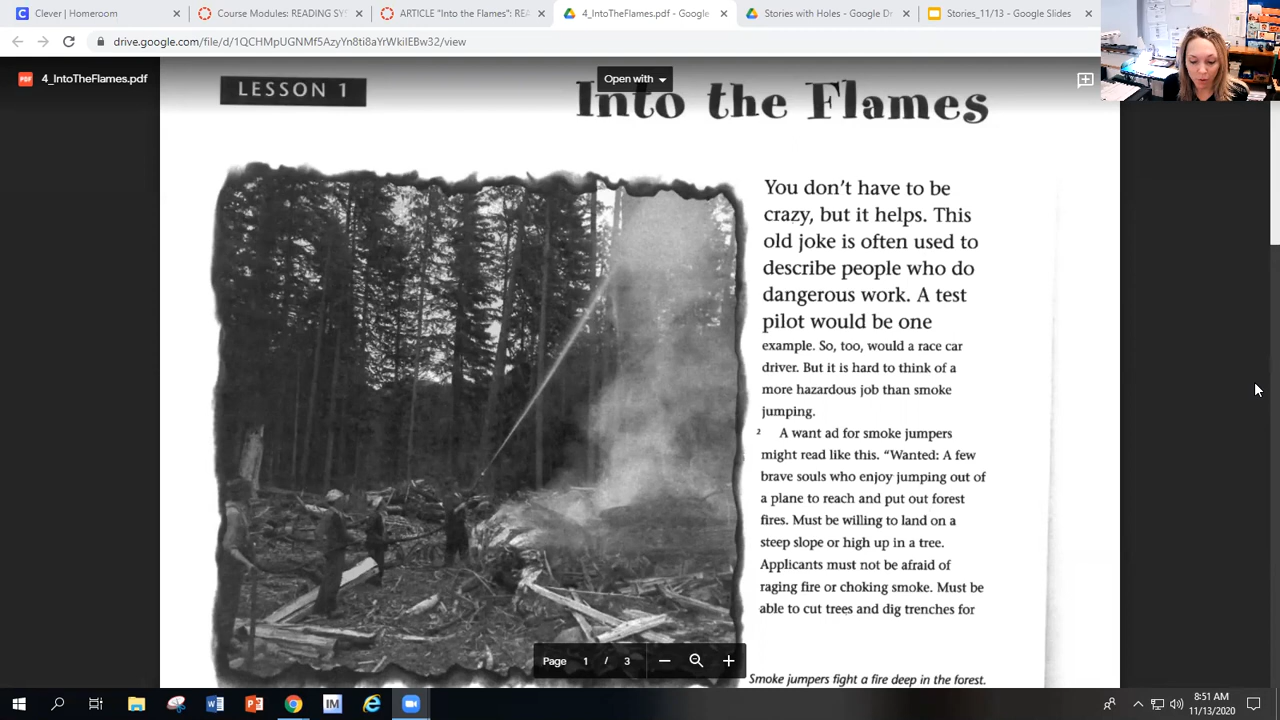 Clever | Homeroom
Course Modules: READING SYS
ARTICLE "Into the Flames": REA
4_IntoTheFlames.pdf - Google
Stories with Holes - Google Dr
Stories_11/13 - Google Slides
drive.google.com/file/d/1QCHMpUGNMf5AzyYn8ti8aYrWkiIEBw32/view
PDF
4_IntoTheFlames.pdf
Open with
LESSON 1
Into the Flames
You don't have to be
crazy, but it helps. This
old joke is often used to
describe people who do
dangerous work. A test
pilot would be one
example. So, too, would a race car
driver. But it is hard to think of a
more hazardous job than smoke
jumping.
2 A want ad for smoke jumpers
might read like this. "Wanted: A few
brave souls who enjoy jumping out of
a plane to reach and put out forest
fires. Must be willing to land on a
steep slope or high up in a tree.
Applicants must not be afraid of
raging fire or choking smoke. Must be
able to cut trees and dig trenches for
Smoke jumpers fight a fire deep in the forest.
Page 1 / 3
8:51 AM
11/13/2020